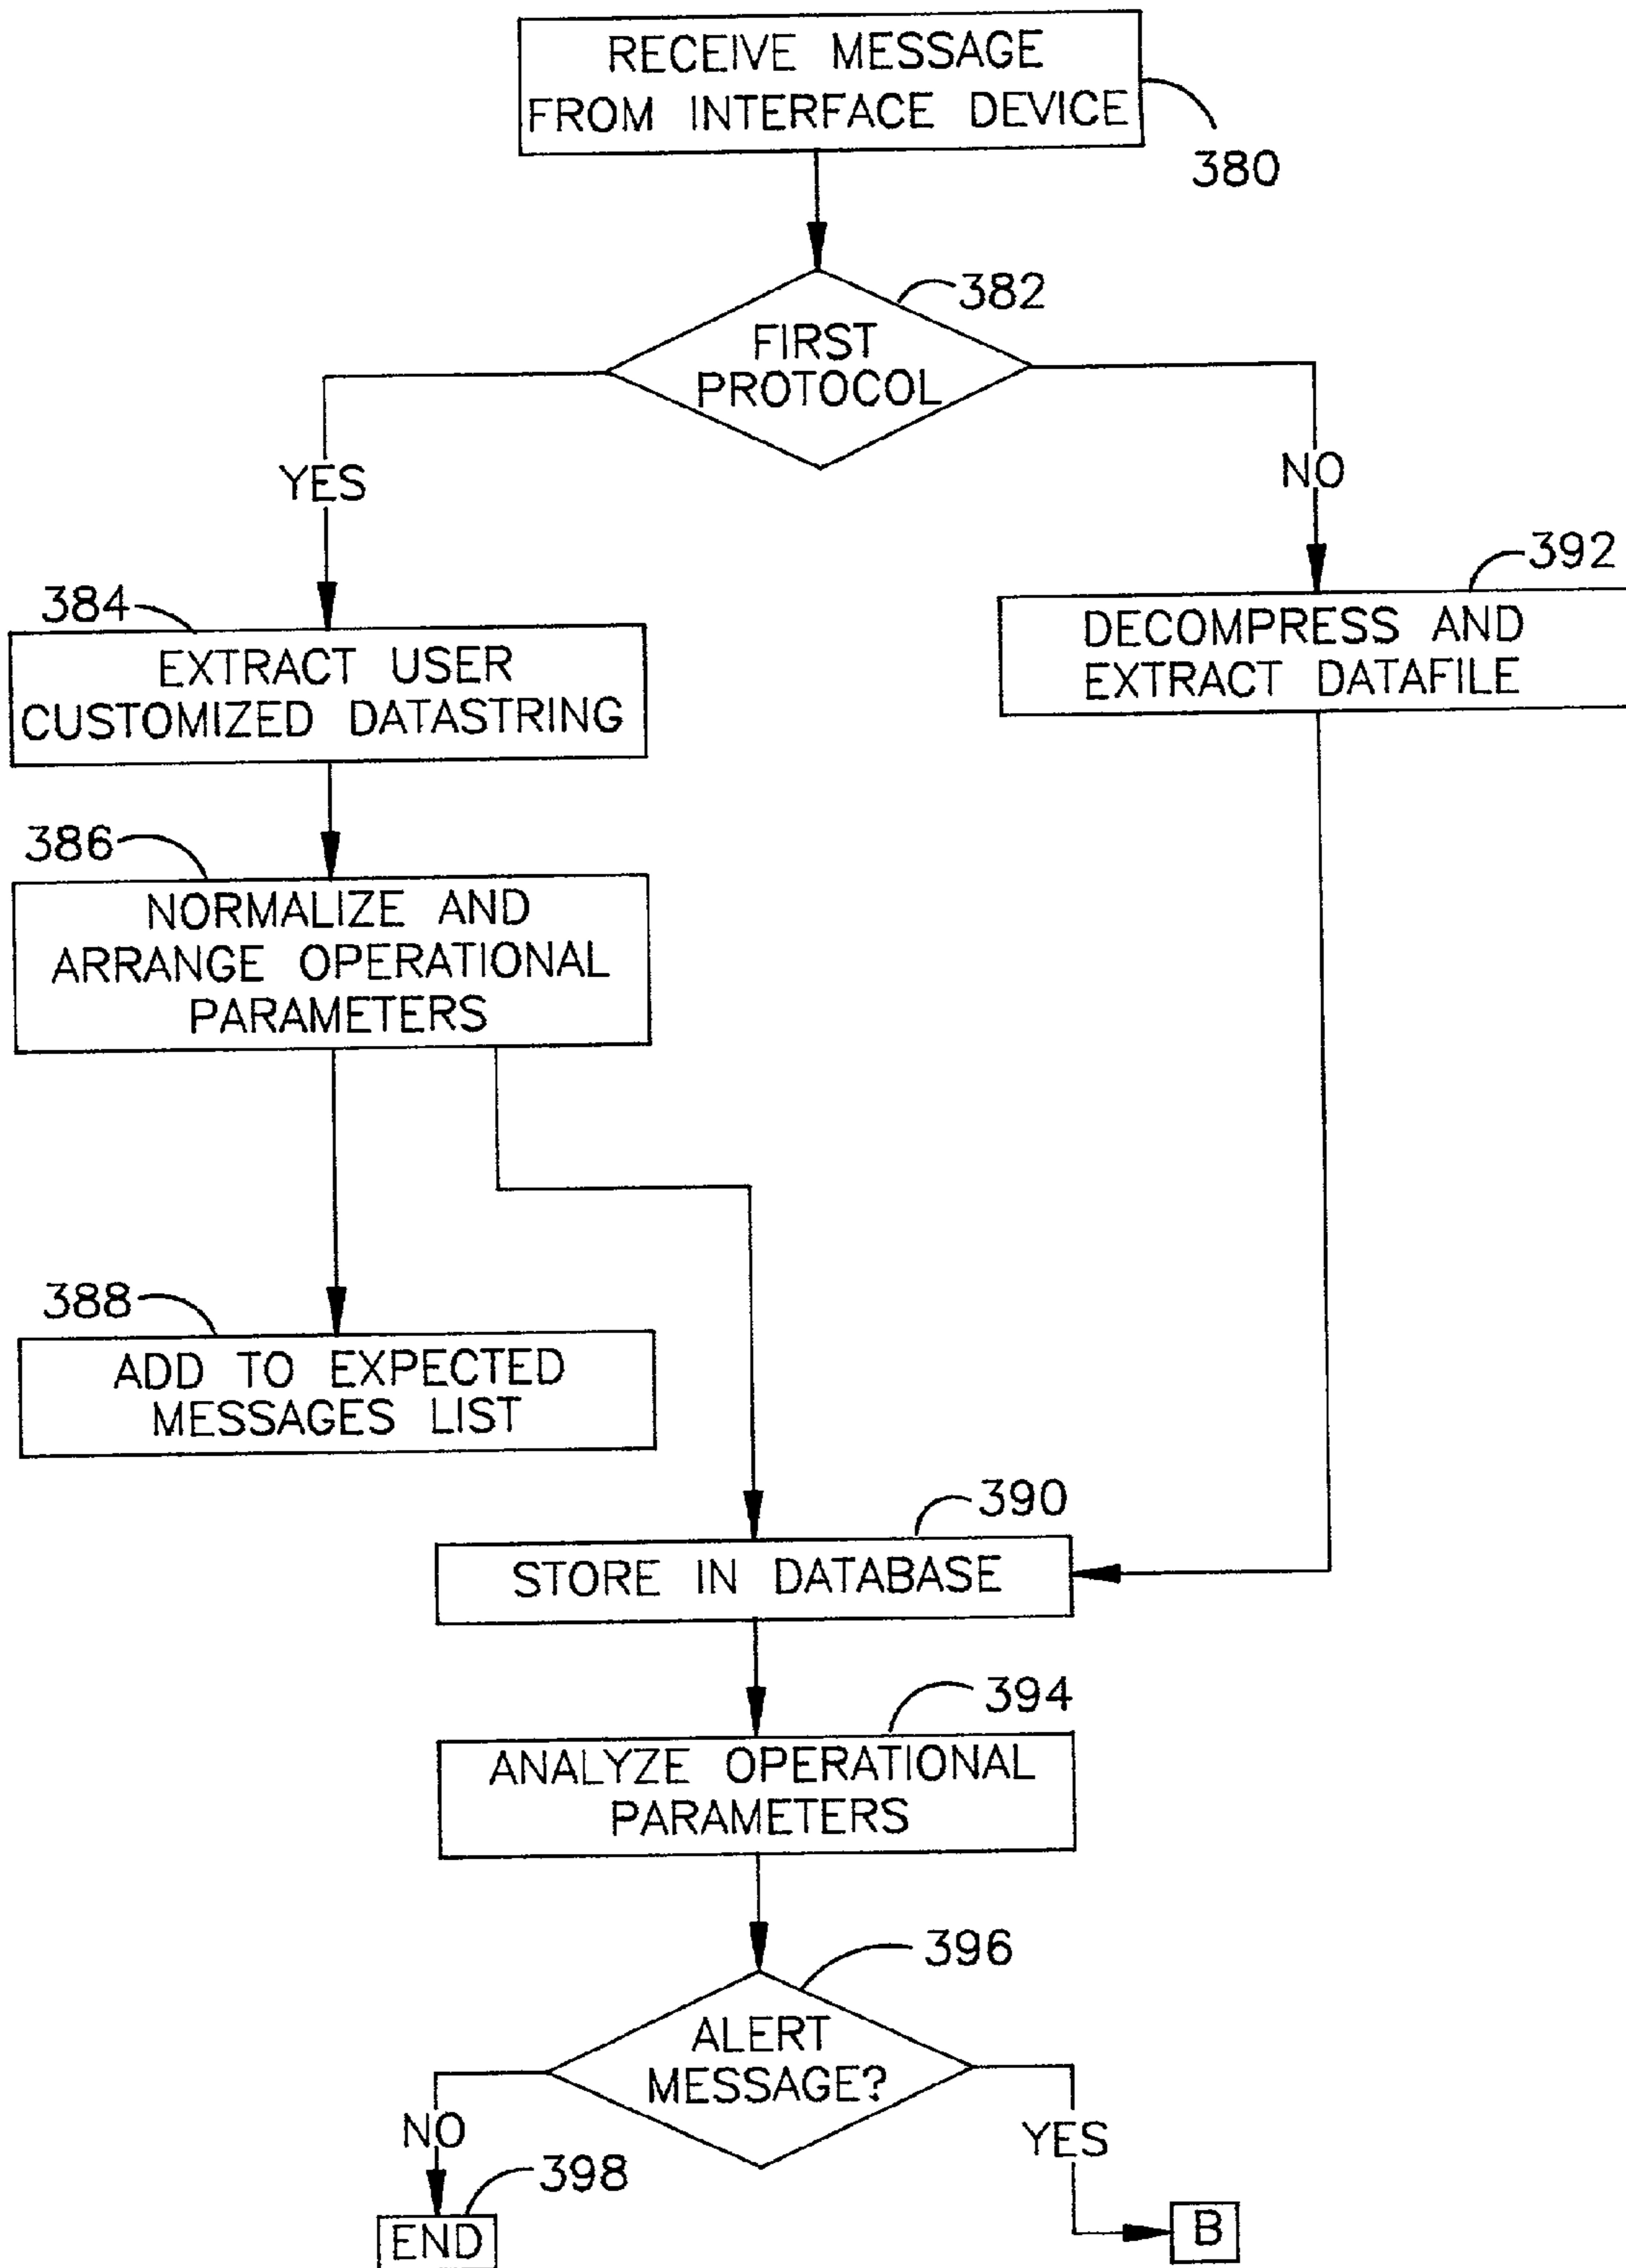 RECEIVE MESSAGE
FROM INTERFACE DEVICE
380
382
FIRST
PROTOCOL
YES
NO
384
392
EXTRACT USER
CUSTOMIZED DATASTRING
DECOMPRESS AND
EXTRACT DATAFILE
386
NORMALIZE AND
ARRANGE OPERATIONAL
PARAMETERS
388
ADD TO EXPECTED
MESSAGES LIST
390
STORE IN DATABASE
394
ANALYZE OPERATIONAL
PARAMETERS
396
ALERT
MESSAGE?
NO
YES
398
END
B